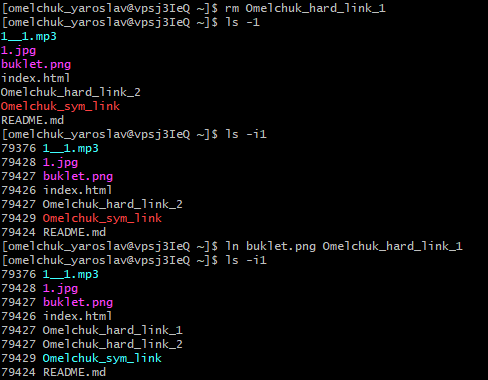 [omelchuk_yaroslav@vpsj3IeQ ~]$ rm Omelchuk_hard_link_1
[omelchuk_yaroslav@vpsj3IeQ ~]$ ls -1
1__1.mp3
1.jpg
buklet.png
index.html
Omelchuk_hard_link_2
Omelchuk_sym_link
README.md
[omelchuk_yaroslav@vpsj3IeQ ~]$ ls -i1
79376 1__1.mp3
79428 1.jpg
79427 buklet.png
79426 index.html
79427 Omelchuk_hard_link_2
79429 Omelchuk_sym_link
79424 README.md
[omelchuk_yaroslav@vpsj3IeQ ~]$ ln buklet.png Omelchuk_hard_link_1
[omelchuk_yaroslav@vpsj3IeQ ~]$ ls -i1
79376 1__1.mp3
79428 1.jpg
79427 buklet.png
79426 index.html
79427 Omelchuk_hard_link_1
79427 Omelchuk_hard_link_2
79429 Omelchuk_sym_link
79424 README.md